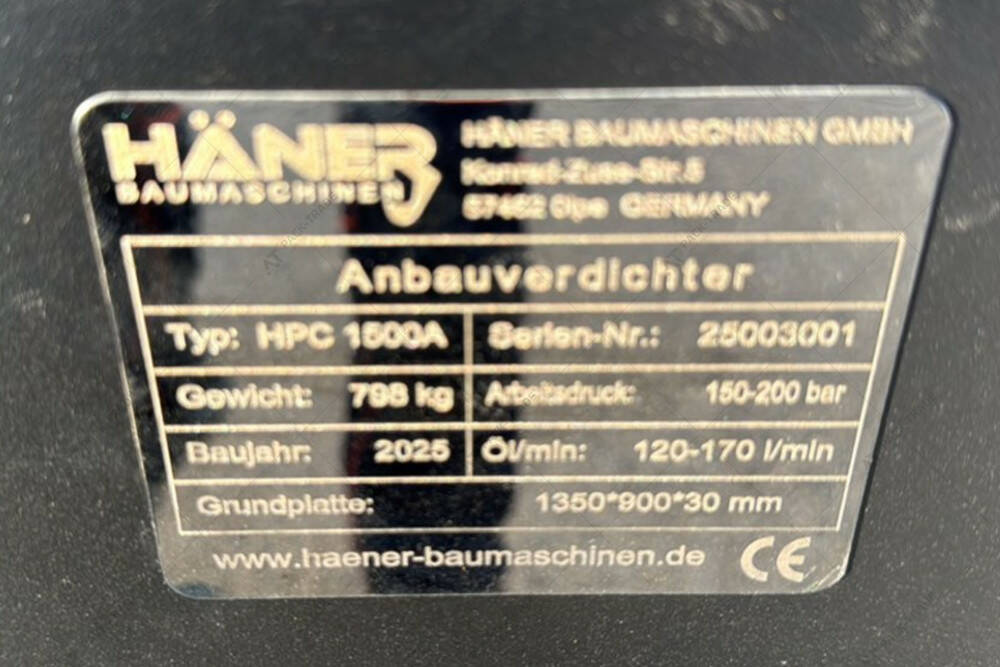 HÄNER
BAUMASCHINEN
HÄNER BAUMASCHINEN GMBH
Konrad-Zuse-Str. 5
57462 Olpe GERMANY
Anbauverdichter
Typ: HPC 1500A
Serien-Nr.: 25003001
Gewicht: 798 kg
Arbeitsdruck: 150-200 bar
Baujahr: 2025
Öl/min: 120-170 l/min
Grundplatte: 1350*900*30 mm
www.haener-baumaschinen.de
CE